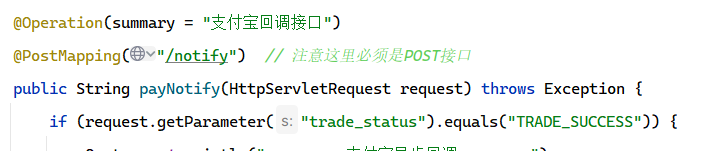 @Operation(summary = "支付宝回调接口")
@PostMapping("/notify")  // 注意这里必须是POST接口
public String payNotify(HttpServletRequest request) throws Exception {
if (request.getParameter( s: "trade_status").equals("TRADE_SUCCESS")) {